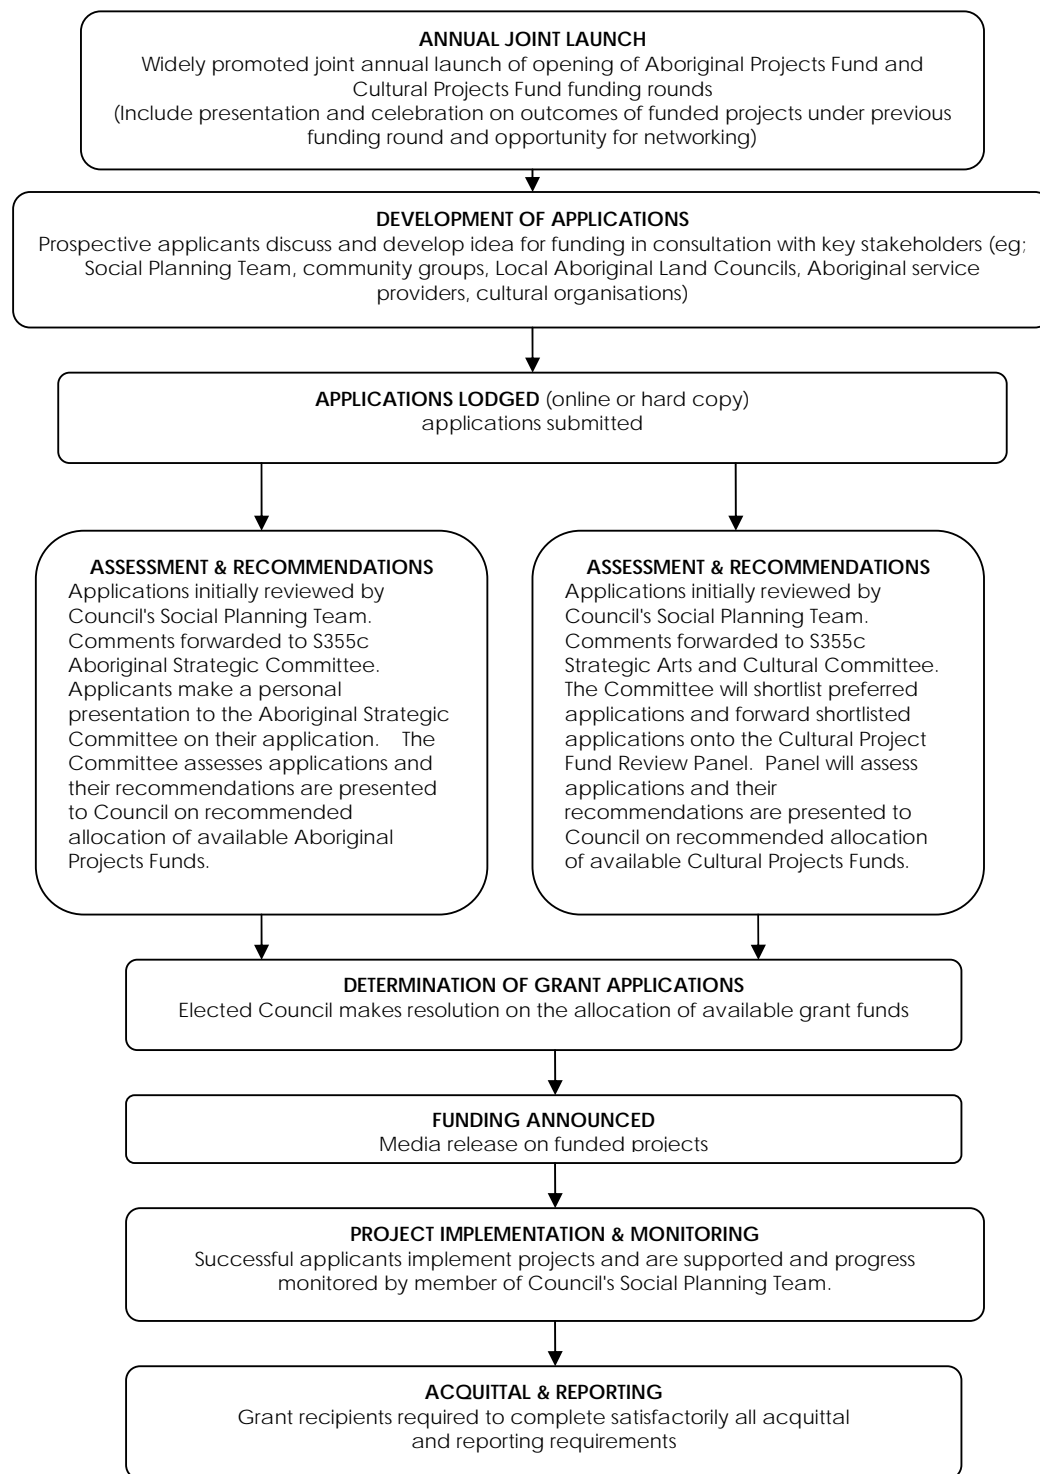 ANNUAL JOINT LAUNCH
Widely promoted joint annual launch of opening of Aboriginal Projects Fund and
Cultural Projects Fund funding rounds
(Include presentation and celebration on outcomes of funded projects under previous
funding round and opportunity for networking)
DEVELOPMENT OF APPLICATIONS
Prospective applicants discuss and develop idea for funding in consultation with key stakeholders (eg;
Social Planning Team, community groups, Local Aboriginal Land Councils, Aboriginal service
providers, cultural organisations)
APPLICATIONS LODGED (online or hard copy)
applications submitted
ASSESSMENT & RECOMMENDATIONS
Applications initially reviewed by
Council's Social Planning Team.
Comments forwarded to S355c
Aboriginal Strategic Committee.
Applicants make a personal
presentation to the Aboriginal Strategic
Committee on their application. The
Committee assesses applications and
their recommendations are presented
to Council on recommended
allocation of available Aboriginal
Projects Funds.
ASSESSMENT & RECOMMENDATIONS
Applications initially reviewed by
Council's Social Planning Team.
Comments forwarded to S355c
Strategic Arts and Cultural Committee.
The Committee will shortlist preferred
applications and forward shortlisted
applications onto the Cultural Project
Fund Review Panel. Panel will assess
applications and their
recommendations are presented to
Council on recommended allocation
of available Cultural Projects Funds.
DETERMINATION OF GRANT APPLICATIONS
Elected Council makes resolution on the allocation of available grant funds
FUNDING ANNOUNCED
Media release on funded projects
PROJECT IMPLEMENTATION & MONITORING
Successful applicants implement projects and are supported and progress
monitored by member of Council's Social Planning Team.
ACQUITTAL & REPORTING
Grant recipients required to complete satisfactorily all acquittal
and reporting requirements